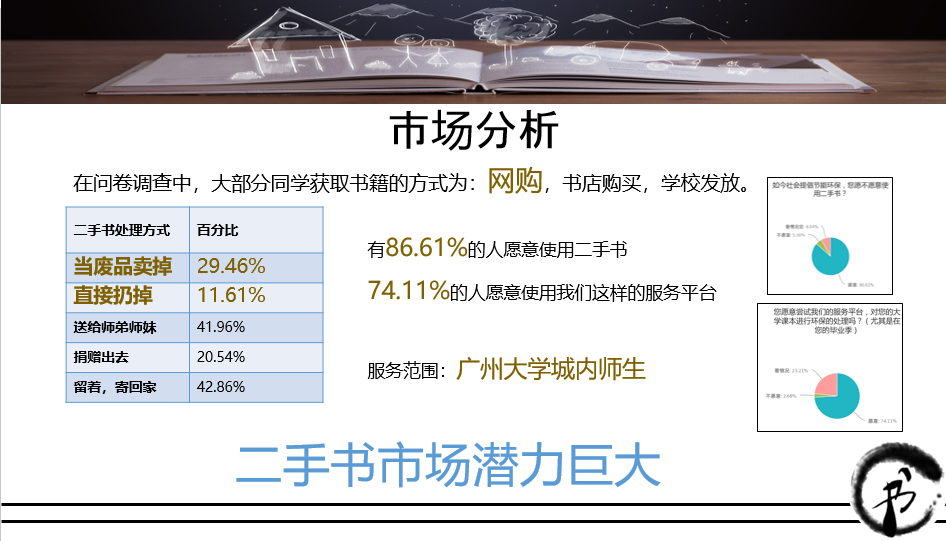 市场分析
在问卷调查中，大部分同学获取书籍的方式为：网购，书店购买，学校发放。
二手书处理方式 百分比
当废品卖掉 29.46%
直接扔掉 11.61%
送给师弟师妹 41.96%
捐赠出去 20.54%
留着，寄回家 42.86%
有86.61%的人愿意使用二手书
74.11%的人愿意使用我们这样的服务平台
服务范围：广州大学城内师生
如今社会提倡节能环保，您愿不愿意使
用二手书？
不愿意: 5.36%
愿意: 86.61%
您愿意尝试我们的服务平台，对您的大
学课本进行环保的处理吗？（尤其是在
您的毕业季）
看情况: 23.21%
不愿意: 2.68%
愿意: 74.11%
二手书市场潜力巨大
书